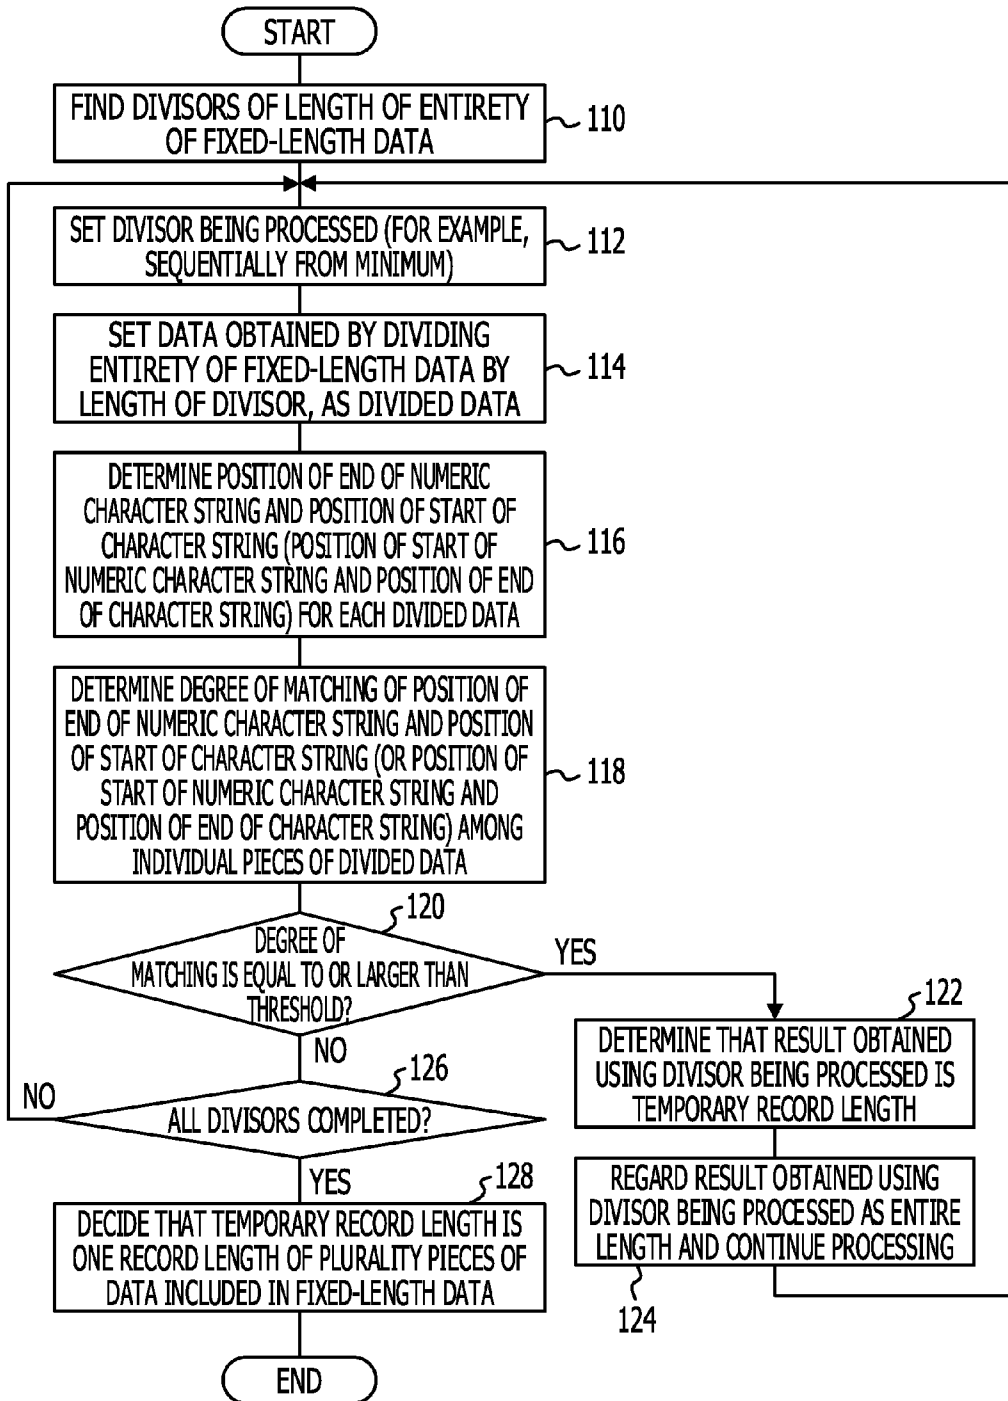 START
FIND DIVISORS OF LENGTH OF ENTIRETY
OF FIXED-LENGTH DATA
110
SET DIVISOR BEING PROCESSED (FOR EXAMPLE,
SEQUENTIALLY FROM MINIMUM)
112
SET DATA OBTAINED BY DIVIDING
ENTIRETY OF FIXED-LENGTH DATA BY
LENGTH OF DIVISOR, AS DIVIDED DATA
114
DETERMINE POSITION OF END OF NUMERIC
CHARACTER STRING AND POSITION OF START OF
CHARACTER STRING (POSITION OF START OF
NUMERIC CHARACTER STRING AND POSITION OF END
OF CHARACTER STRING) FOR EACH DIVIDED DATA
116
DETERMINE DEGREE OF MATCHING OF POSITION OF
END OF NUMERIC CHARACTER STRING AND POSITION
OF START OF CHARACTER STRING (OR POSITION OF
START OF NUMERIC CHARACTER STRING AND
POSITION OF END OF CHARACTER STRING) AMONG
INDIVIDUAL PIECES OF DIVIDED DATA
118
120
DEGREE OF
MATCHING IS EQUAL TO OR LARGER THAN
THRESHOLD?
YES
NO
122
DETERMINE THAT RESULT OBTAINED
USING DIVISOR BEING PROCESSED IS
TEMPORARY RECORD LENGTH
REGARD RESULT OBTAINED USING
DIVISOR BEING PROCESSED AS ENTIRE
LENGTH AND CONTINUE PROCESSING
124
126
ALL DIVISORS COMPLETED?
NO
YES
128
DECIDE THAT TEMPORARY RECORD LENGTH IS
ONE RECORD LENGTH OF PLURALITY PIECES OF
DATA INCLUDED IN FIXED-LENGTH DATA
END